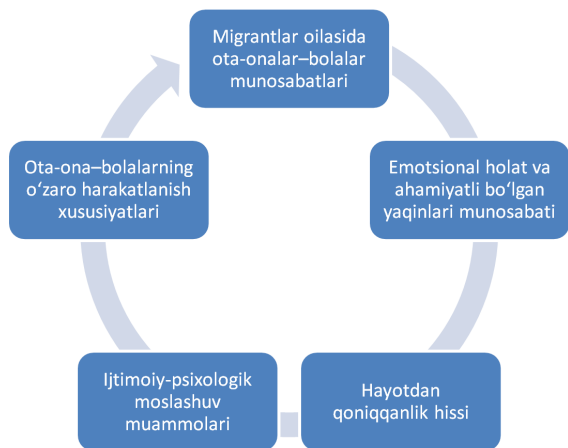 Migrantlar oilasida
ota-onalar–bolalar
munosabatlari
Emotsional holat va
ahamiyatli bo‘lgan
yaqinlari munosabati
Hayotdan
qoniqqanlik hissi
Ijtimoiy-psixologik
moslashuv
muammolari
Ota-ona–bolalarning
o‘zaro harakatlanish
xususiyatlari